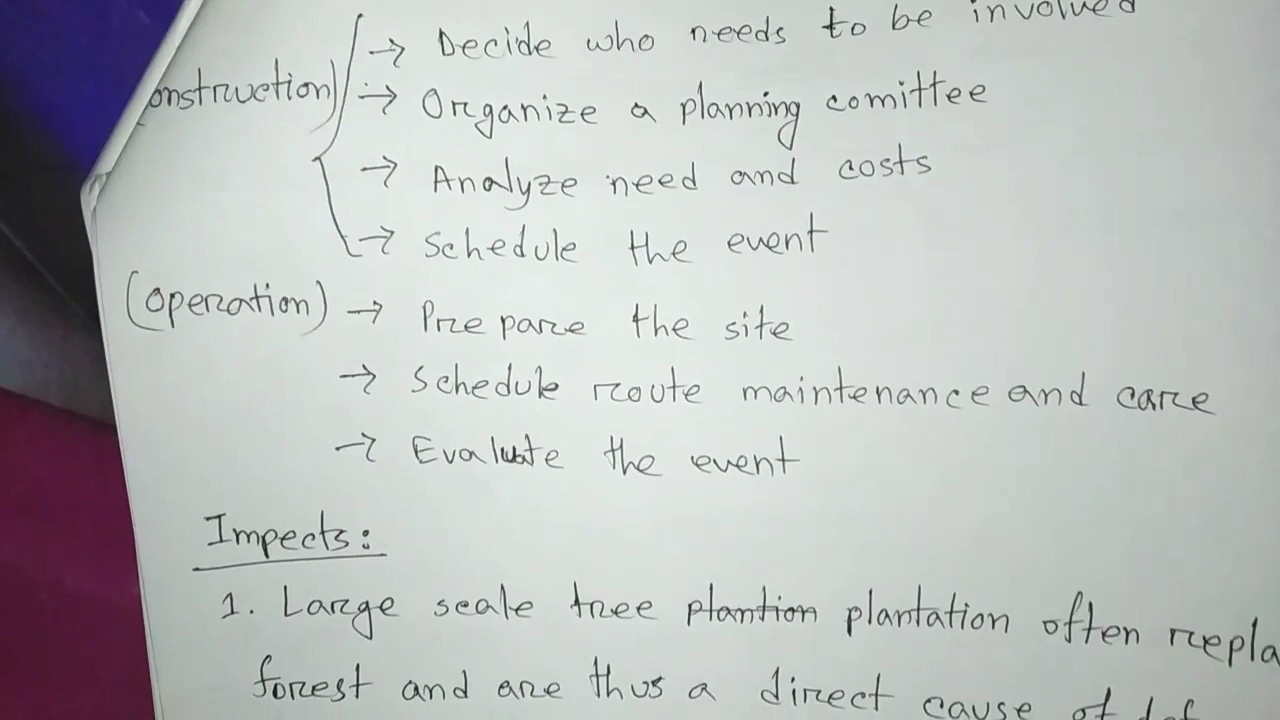 → Decide who needs to be involved
onstruction) → Organize a planning comittee
→ Analyze need and costs
→ Schedule the event
(operation) → Prepare the site
→ Schedule route maintenance and care
→ Evaluate the event
Impects:
1. Large scale tree plantion plantation often repla
forest and are thus a direct cause of